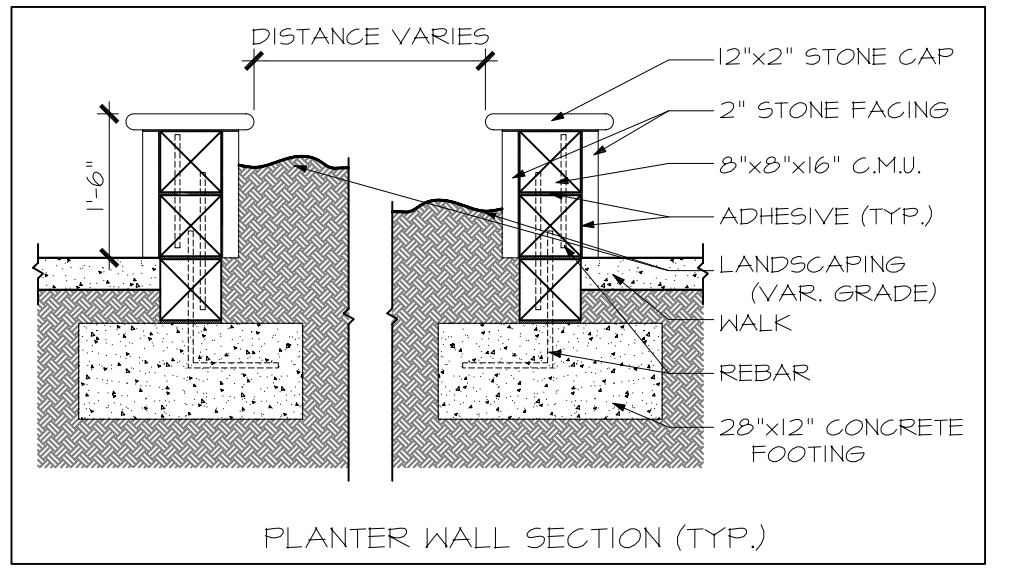 DISTANCE VARIES
12"x2" STONE CAP
2" STONE FACING
8"x8"x16" C.M.U.
1'-6"
ADHESIVE (TYP.)
LANDSCAPING
(VAR. GRADE)
WALK
REBAR
28"x12" CONCRETE
FOOTING
PLANTER WALL SECTION (TYP.)